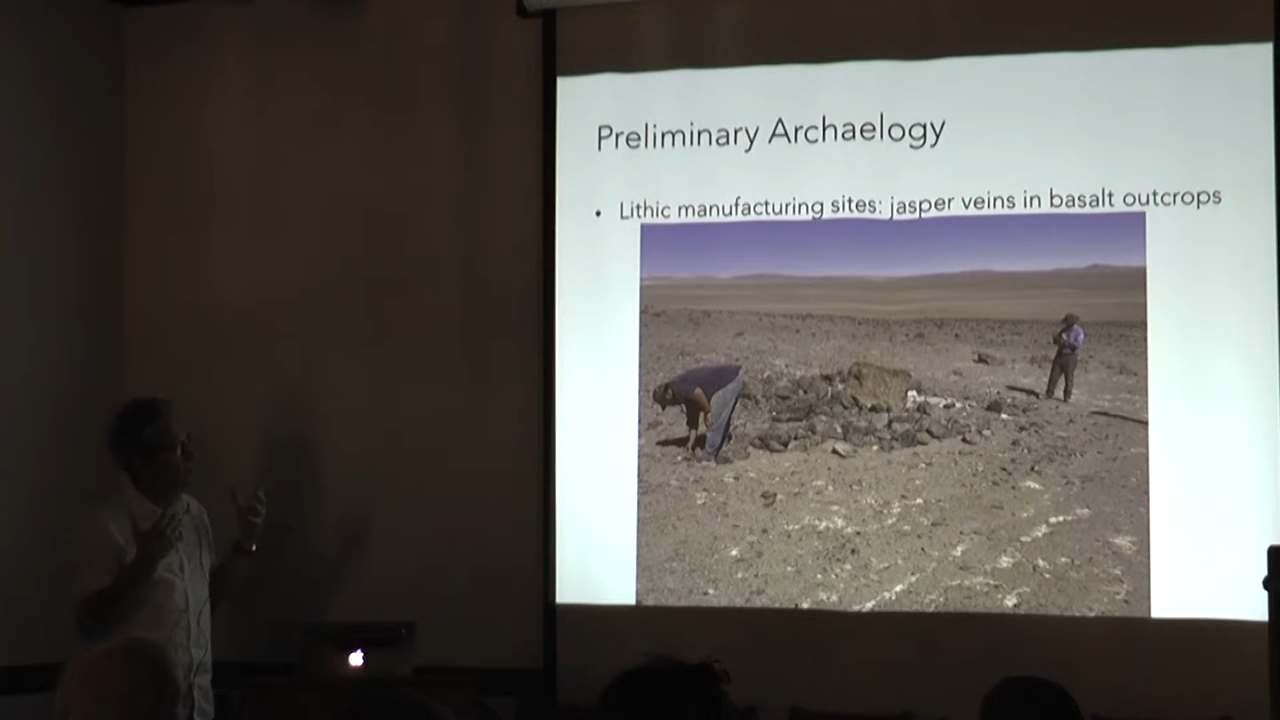 Preliminary Archaelogy
• Lithic manufacturing sites: jasper veins in basalt outcrops